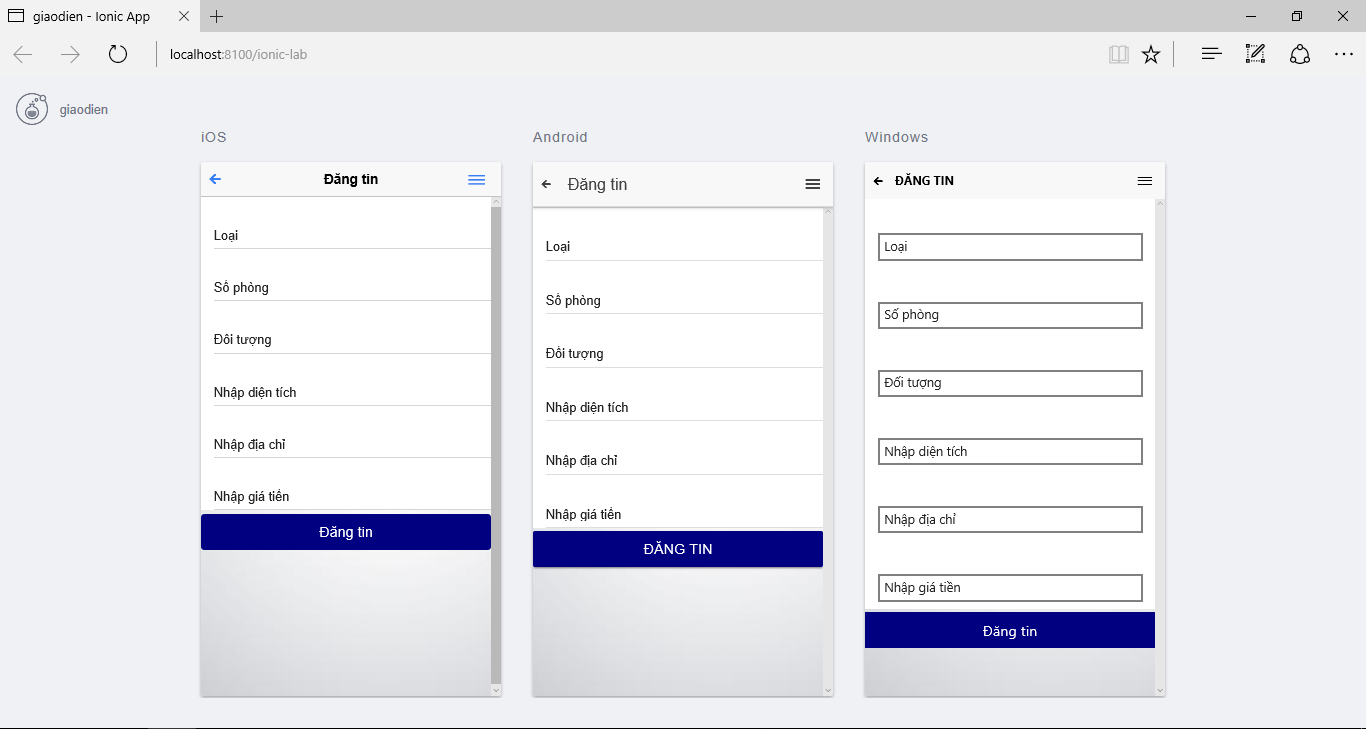 giaodien - Ionic App
localhost:8100/ionic-lab
giaodien
iOS
Đăng tin
Loại
Số phòng
Đối tượng
Nhập diện tích
Nhập địa chỉ
Nhập giá tiền
Đăng tin
Android
Đăng tin
Loại
Số phòng
Đối tượng
Nhập diện tích
Nhập địa chỉ
Nhập giá tiền
ĐĂNG TIN
Windows
ĐĂNG TIN
Loại
Số phòng
Đối tượng
Nhập diện tích
Nhập địa chỉ
Nhập giá tiền
Đăng tin